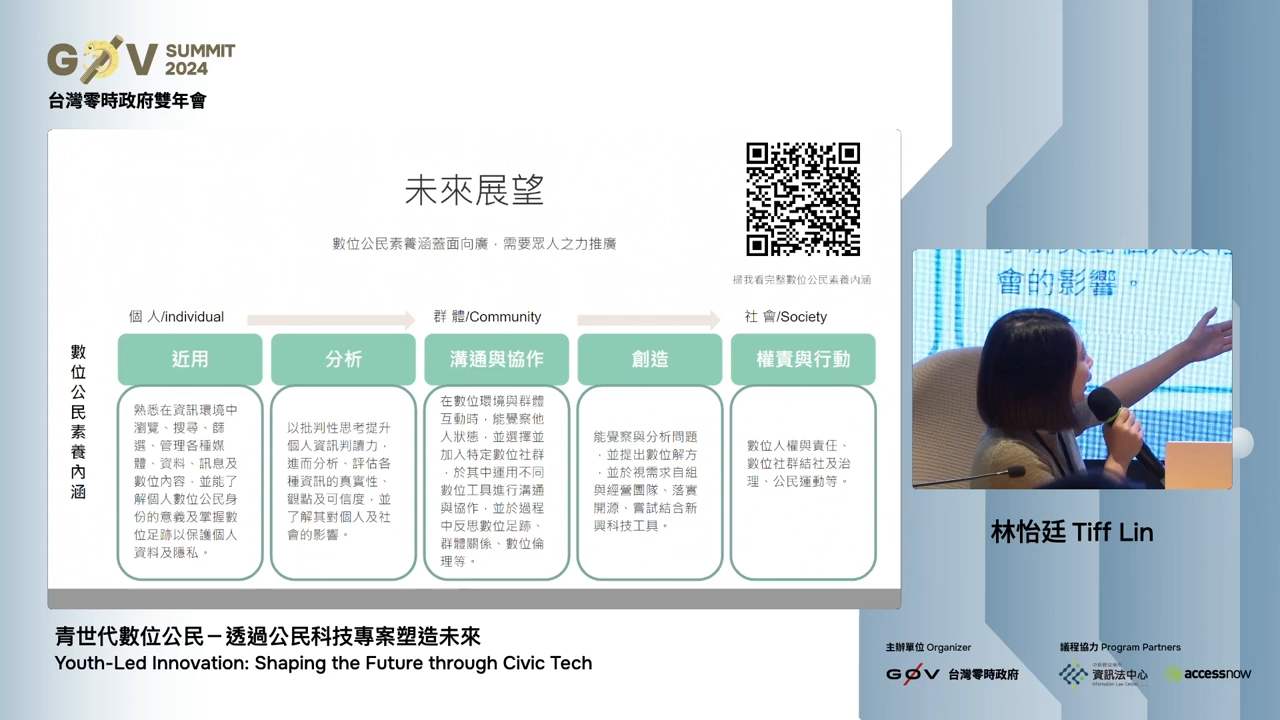 G0V SUMMIT 2024
台灣零時政府雙年會
未來展望
數位公民素養涵蓋面向廣，需要眾人之力推廣
掃我看完整數位公民素養內涵
個 人/individual
群 體/Community
社 會/Society
數位公民素養內涵
近用
分析
溝通與協作
創造
權責與行動
熟悉在資訊環境中
瀏覽、搜尋、篩
選、管理各種媒
體、資料、訊息及
數位內容，並能了
解個人數位公民身
份的意義及掌握數
位足跡以保護個人
資料及隱私。
以批判性思考提升
個人資訊判讀力，
進而分析、評估各
種資訊的真實性、
觀點及可信度，並
了解其對個人及社
會的影響。
在數位環境與群體
互動時，能覺察他
人狀態，並選擇並
加入特定數位社群
，於其中運用不同
數位工具進行溝通
與協作，並於過程
中反思數位足跡、
群體關係、數位倫
理等。
能覺察與分析問題
，並提出數位解方
，並於視需求自組
與經營團隊、落實
開源、嘗試結合新
興科技工具。
數位人權與責任、
數位社群結社及治
理、公民運動等。
會的影響。
林怡廷 Tiff Lin
青世代數位公民－透過公民科技專案塑造未來
Youth-Led Innovation: Shaping the Future through Civic Tech
主辦單位 Organizer
G0V 台灣零時政府
議程協力 Program Partners
資訊法中心
Information Law Center
accessnow